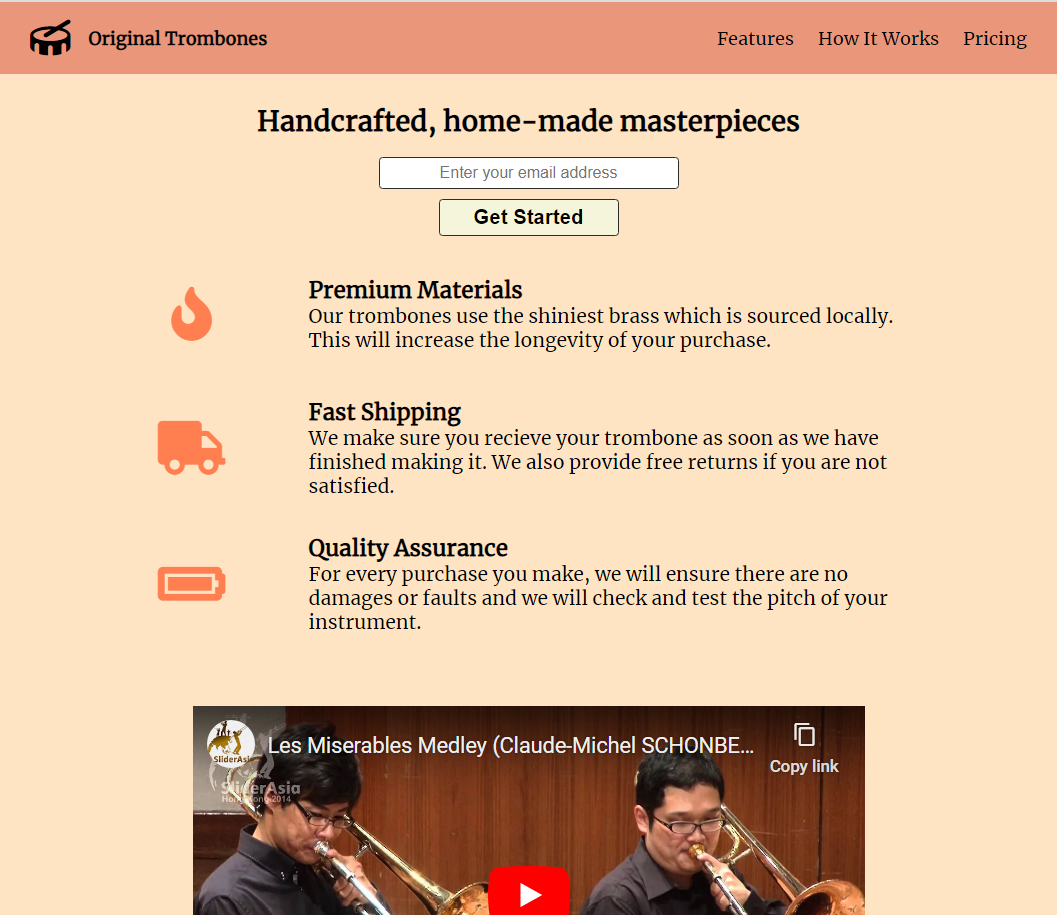 Original Trombones
Features
How It Works
Pricing
Handcrafted, home-made masterpieces
Enter your email address
Get Started
Premium Materials
Our trombones use the shiniest brass which is sourced locally.
This will increase the longevity of your purchase.
Fast Shipping
We make sure you recieve your trombone as soon as we have
finished making it. We also provide free returns if you are not
satisfied.
Quality Assurance
For every purchase you make, we will ensure there are no
damages or faults and we will check and test the pitch of your
instrument.
SliderAsi
Les Miserables Medley (Claude-Michel SCHONBE...
Copy link
SliderAsia
Hong Kong 2014